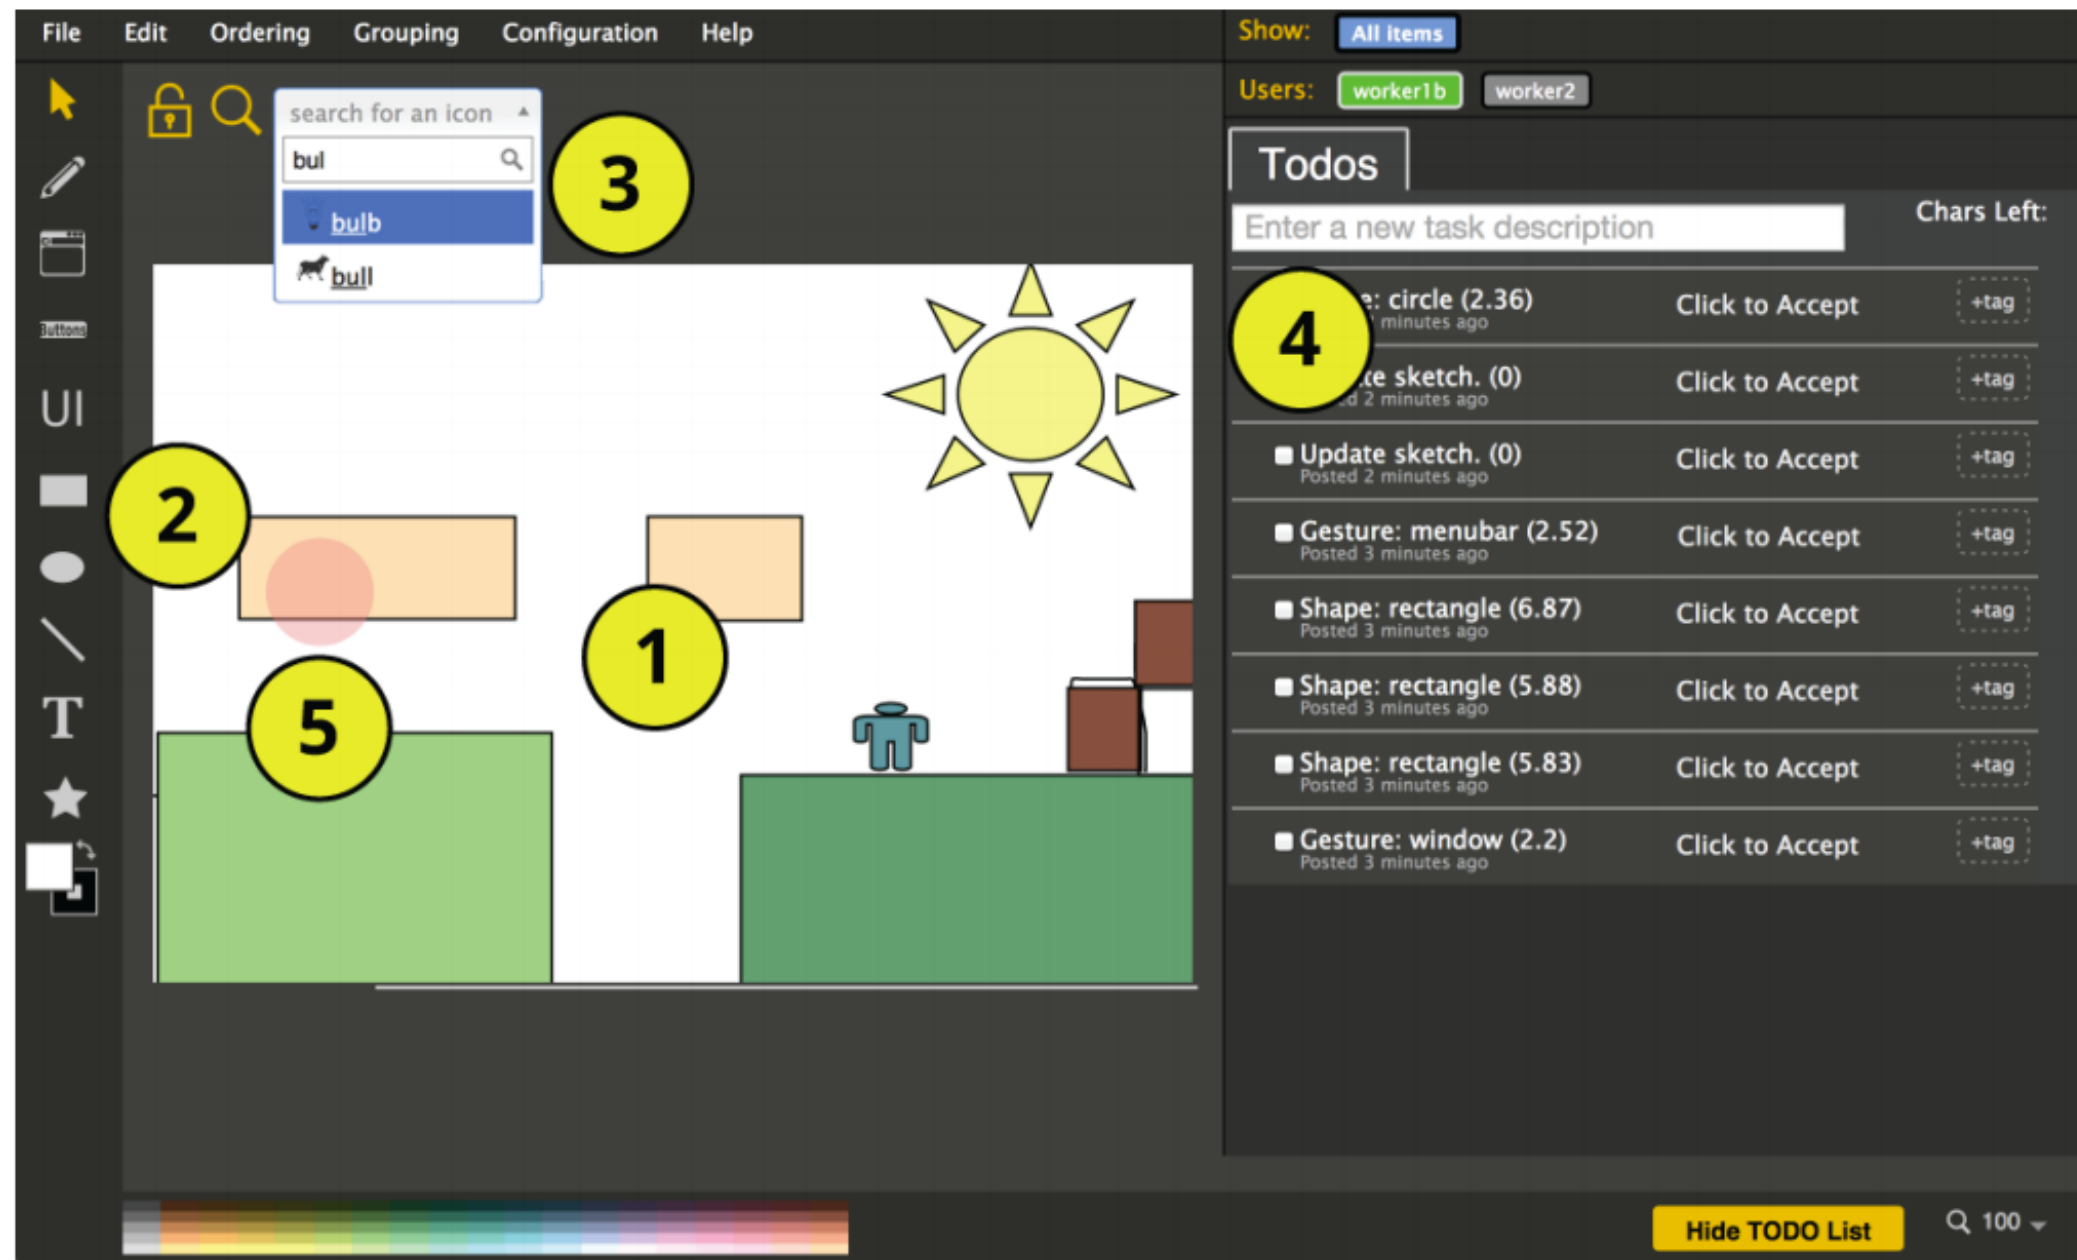 File Edit Ordering Grouping Configuration Help
Show: All items
Users: worker1b worker2
search for an icon
bul
bulb
bull
3
Todos
Chars Left:
Enter a new task description
e: circle (2.36) Click to Accept +tag
minutes ago
4
te sketch. (0) Click to Accept +tag
d 2 minutes ago
Update sketch. (0) Click to Accept +tag
Posted 2 minutes ago
Gesture: menubar (2.52) Click to Accept +tag
Posted 3 minutes ago
Shape: rectangle (6.87) Click to Accept +tag
Posted 3 minutes ago
Shape: rectangle (5.88) Click to Accept +tag
Posted 3 minutes ago
Shape: rectangle (5.83) Click to Accept +tag
Posted 3 minutes ago
Gesture: window (2.2) Click to Accept +tag
Posted 3 minutes ago
Buttons
UI
2
1
5
T
Hide TODO List
100